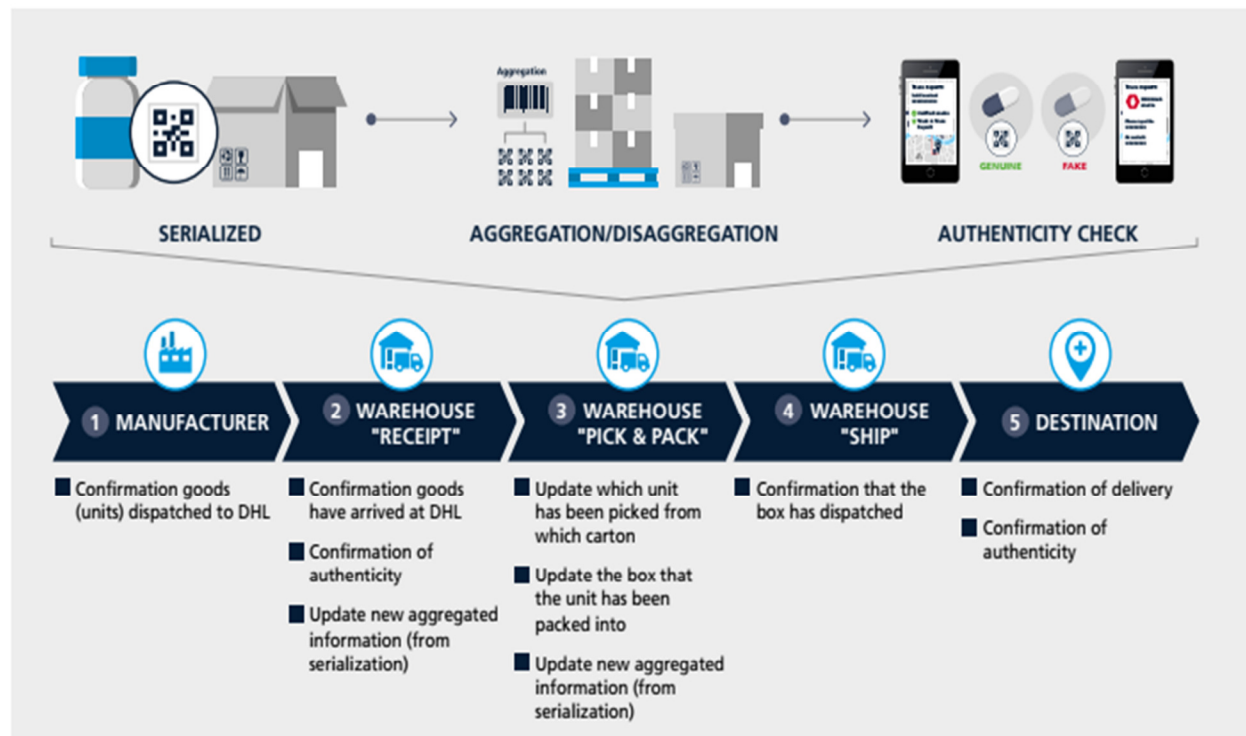 Aggregation
GENUINE
FAKE
SERIALIZED
AGGREGATION/DISAGGREGATION
AUTHENTICITY CHECK
1 MANUFACTURER
Confirmation goods
(units) dispatched to DHL
2 WAREHOUSE
"RECEIPT"
Confirmation goods
have arrived at DHL
Confirmation of
authenticity
Update new aggregated
information (from
serialization)
3 WAREHOUSE
"PICK & PACK"
Update which unit
has been picked from
which carton
Update the box that
the unit has been
packed into
Update new aggregated
information (from
serialization)
4 WAREHOUSE
"SHIP"
Confirmation that the
box has dispatched
5 DESTINATION
Confirmation of delivery
Confirmation of
authenticity